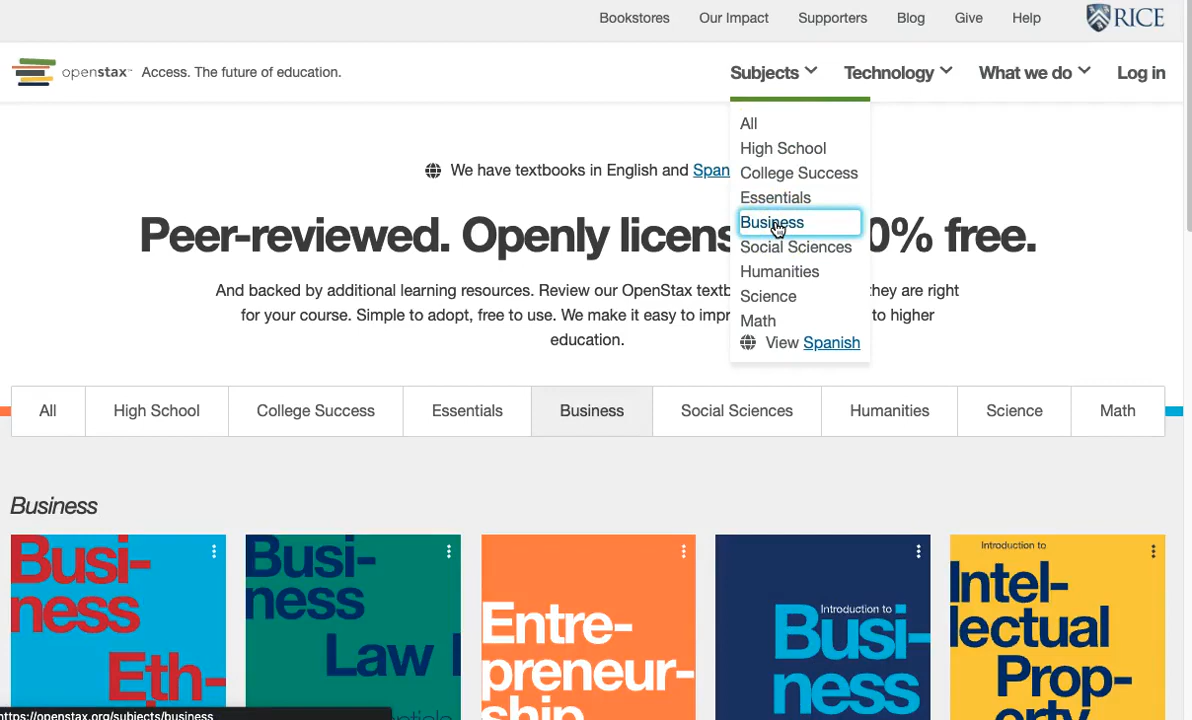 Bookstores Our Impact Supporters Blog Give Help RICE
openstax™ Access. The future of education. Subjects Technology What we do Log in
All
High School
College Success
Essentials
Business
Social Sciences
Humanities
Science
Math
View Spanish
We have textbooks in English and Span
Peer-reviewed. Openly licens 0% free.
And backed by additional learning resources. Review our OpenStax textb they are right
for your course. Simple to adopt, free to use. We make it easy to impr to higher
education.
All High School College Success Essentials Business Social Sciences Humanities Science Math
Business
Busi-
ness
Eth-
Busi-
ness
Law
Entre-
preneur-
ship
Introduction to
Busi-
ness
Introduction to
Intel-
lectual
Prop-
erty
https://openstax.org/subjects/business